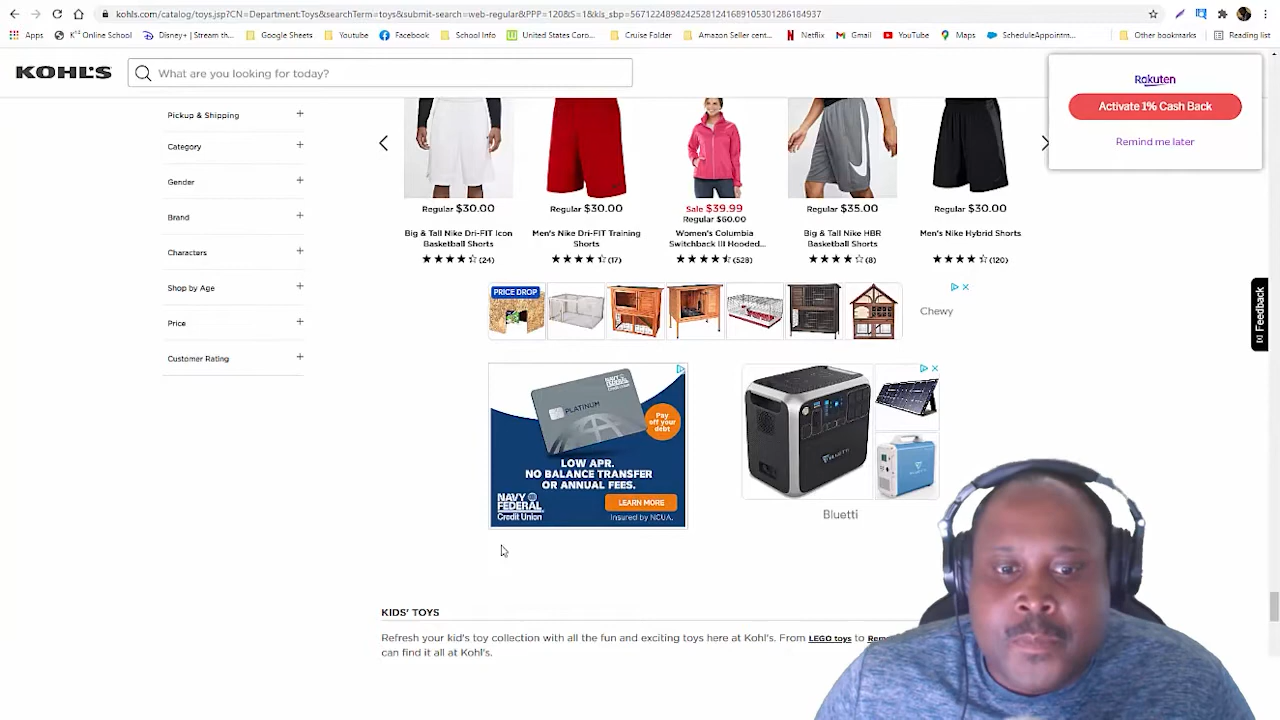 kohls.com/catalog/toys.jsp?CN=Department:Toys&searchTerm=toys&submit-search=web-regular&PPP=120&S=1&kls_sbp=56712248982425281241689105301286184937
Apps
K¹² Online School
Disney+ | Stream th...
Google Sheets
Youtube
Facebook
School Info
United States Coro...
Cruise Folder
Amazon Seller cent...
Netflix
Gmail
YouTube
Maps
ScheduleAppointm...
Other bookmarks
Reading list
KOHL'S
What are you looking for today?
Rakuten
Activate 1% Cash Back
Remind me later
Pickup & Shipping
Category
Gender
Brand
Characters
Shop by Age
Price
Customer Rating
Regular $30.00
Big & Tall Nike Dri-FIT Icon
Basketball Shorts
(24)
Regular $30.00
Men's Nike Dri-FIT Training
Shorts
(17)
Sale $39.99
Regular $60.00
Women's Columbia
Switchback III Hooded...
(528)
Regular $35.00
Big & Tall Nike HBR
Basketball Shorts
(8)
Regular $30.00
Men's Nike Hybrid Shorts
(120)
PRICE DROP
Chewy
Feedback
NAVY FEDERAL
Credit Union
PLATINUM
Pay
off your
debt
LOW APR.
NO BALANCE TRANSFER
OR ANNUAL FEES.
NAVY
FEDERAL
Credit Union
LEARN MORE
Insured by NCUA.
BLUETTI
Bluetti
KIDS' TOYS
Refresh your kid's toy collection with all the fun and exciting toys here at Kohl's. From LEGO toys to
can find it all at Kohl's.